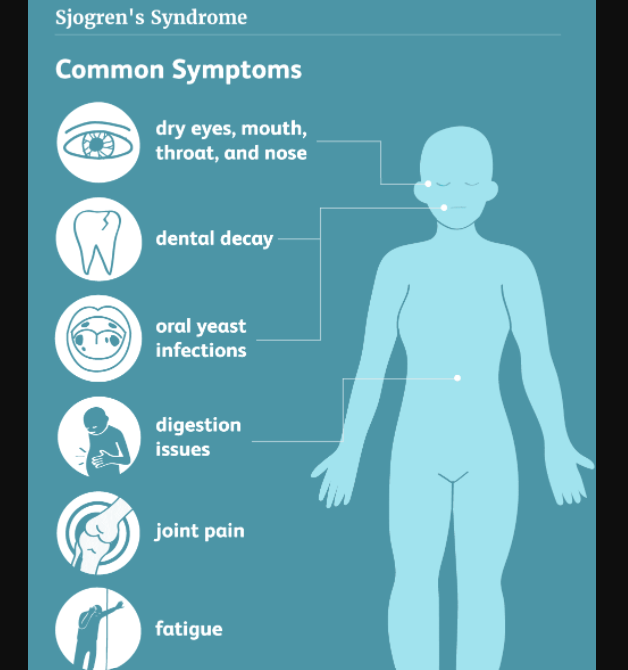 Sjogren's Syndrome
Common Symptoms
dry eyes, mouth,
throat, and nose
dental decay
oral yeast
infections
digestion
issues
joint pain
fatigue